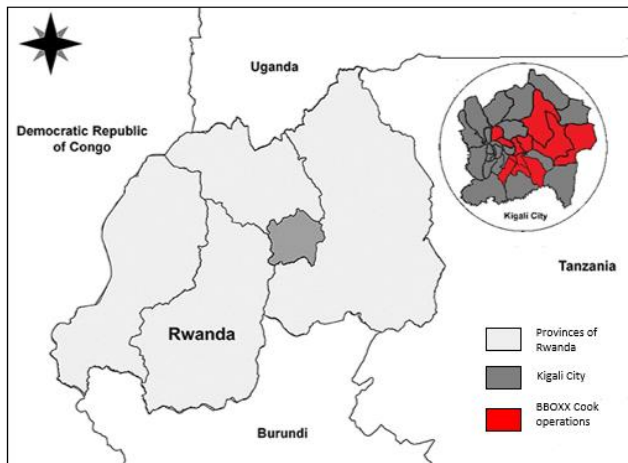 Uganda
Democratic Republic
of Congo
Kigali City
Tanzania
Rwanda
Provinces of
Rwanda
Kigali City
BBOXX Cook
operations
Burundi